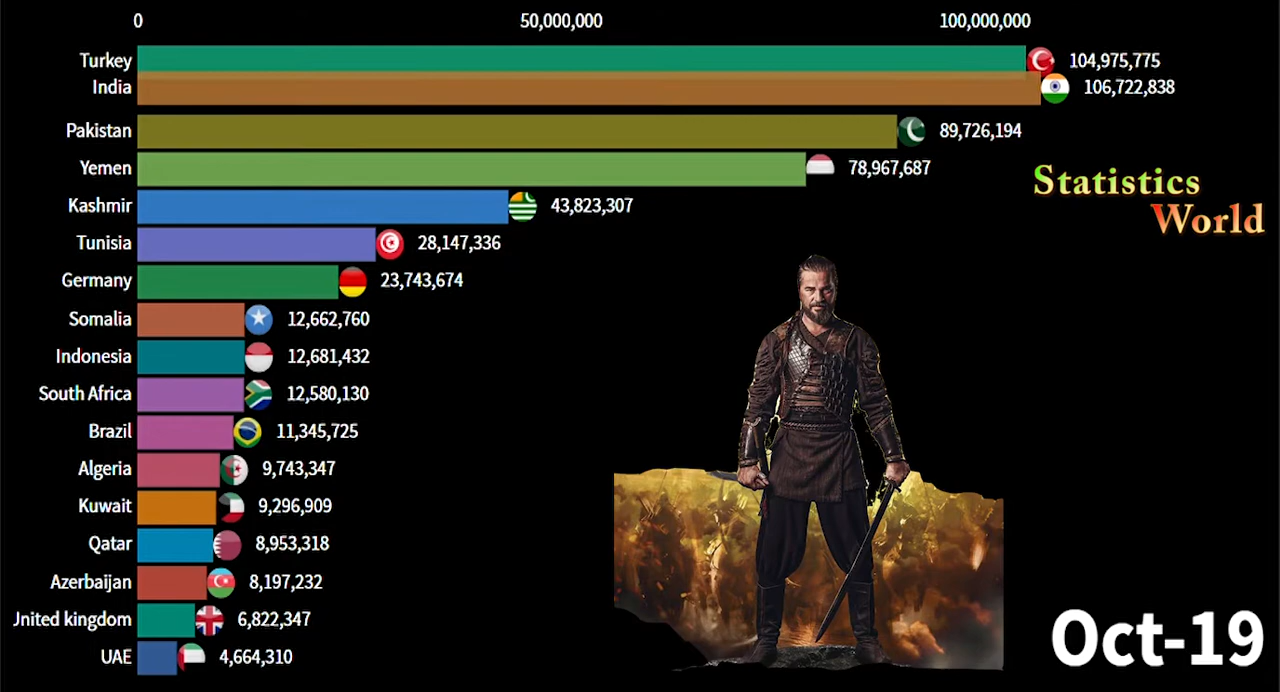 0 50,000,000 100,000,000
Turkey 104,975,775
India 106,722,838
Pakistan 89,726,194
Yemen 78,967,687
Kashmir 43,823,307
Tunisia 28,147,336
Germany 23,743,674
Somalia 12,662,760
Indonesia 12,681,432
South Africa 12,580,130
Brazil 11,345,725
Algeria 9,743,347
Kuwait 9,296,909
Qatar 8,953,318
Azerbaijan 8,197,232
United kingdom 6,822,347
UAE 4,664,310
Statistics
World
Oct-19